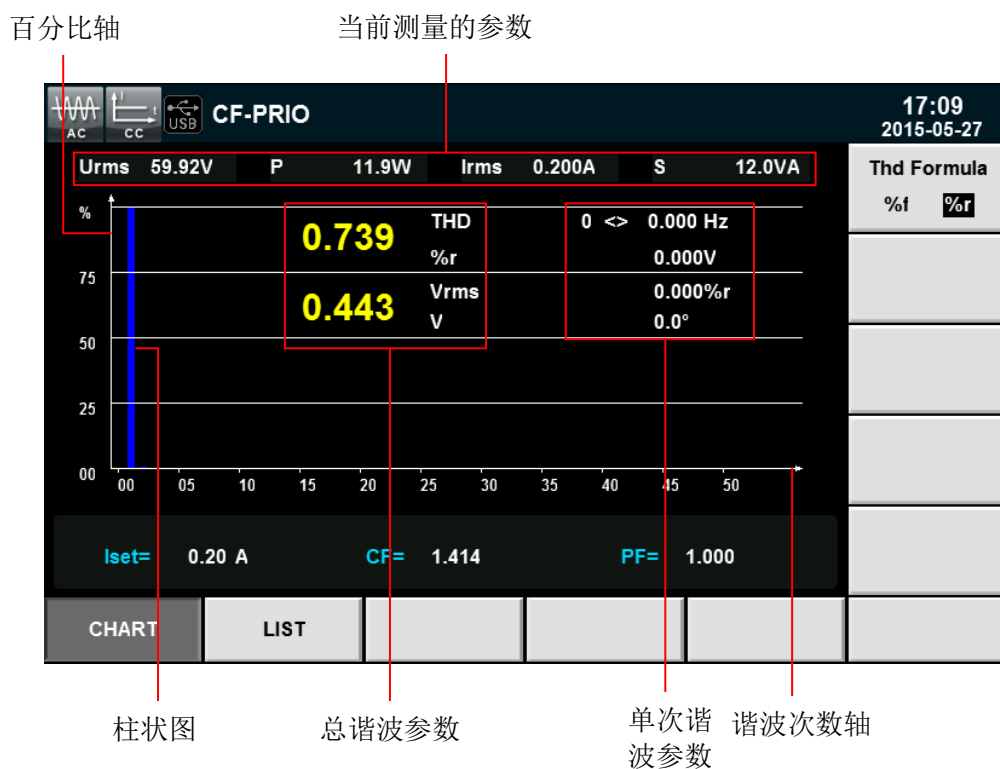 百分比轴 当前测量的参数
AC CC t USB CF-PRIO 17:09
2015-05-27
Urms 59.92V P 11.9W Irms 0.200A S 12.0VA
Thd Formula
%f %r
%
75
50
25
00
0.739 THD
%r
0.443 Vrms
V
0 <> 0.000 Hz
0.000V
0.000%r
0.0°
00 05 10 15 20 25 30 35 40 45 50
Iset= 0.20 A CF= 1.414 PF= 1.000
CHART LIST
柱状图 总谐波参数 单次谐
波参数 谐波次数轴